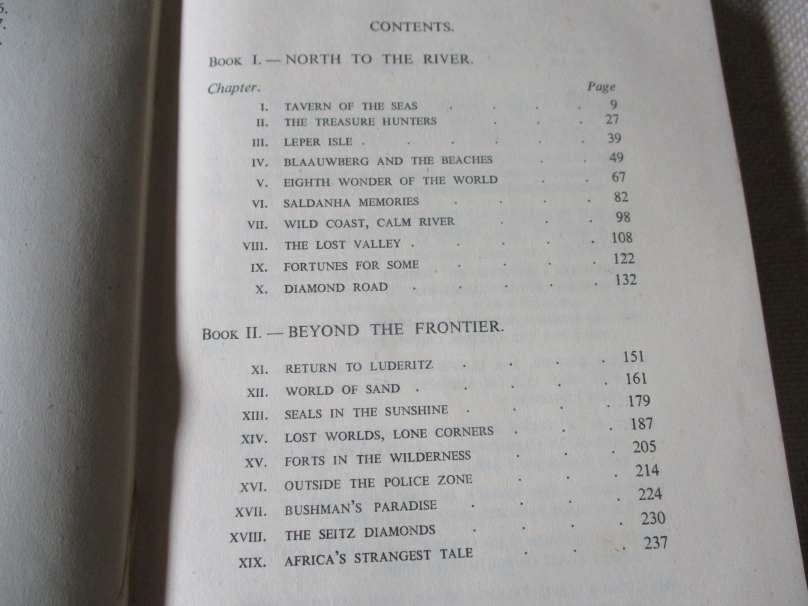 6.
7.
CONTENTS.
BOOK I. — NORTH TO THE RIVER.
Chapter. Page
I. TAVERN OF THE SEAS . . . . 9
II. THE TREASURE HUNTERS . . . 27
III. LEPER ISLE . . . . . . 39
IV. BLAAUWBERG AND THE BEACHES . . 49
V. EIGHTH WONDER OF THE WORLD . . 67
VI. SALDANHA MEMORIES . . . . 82
VII. WILD COAST, CALM RIVER . . . 98
VIII. THE LOST VALLEY . . . . . 108
IX. FORTUNES FOR SOME . . . . 122
X. DIAMOND ROAD . . . . . 132
BOOK II. — BEYOND THE FRONTIER.
XI. RETURN TO LUDERITZ . . . . 151
XII. WORLD OF SAND . . . . . 161
XIII. SEALS IN THE SUNSHINE . . . . 179
XIV. LOST WORLDS, LONE CORNERS . . . 187
XV. FORTS IN THE WILDERNESS . . . 205
XVI. OUTSIDE THE POLICE ZONE . . . 214
XVII. BUSHMAN'S PARADISE . . . . 224
XVIII. THE SEITZ DIAMONDS . . . . 230
XIX. AFRICA'S STRANGEST TALE . . . 237